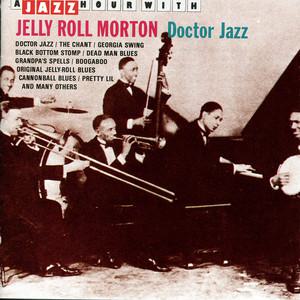 A JAZZ HOUR WITH
JELLY ROLL MORTON Doctor Jazz
DOCTOR JAZZ / THE CHANT / GEORGIA SWING
BLACK BOTTOM STOMP / DEAD MAN BLUES
GRANDPA'S SPELLS / BOOGABOO
ORIGINAL JELLY-ROLL BLUES
CANNONBALL BLUES / PRETTY LIL
AND MANY OTHERS